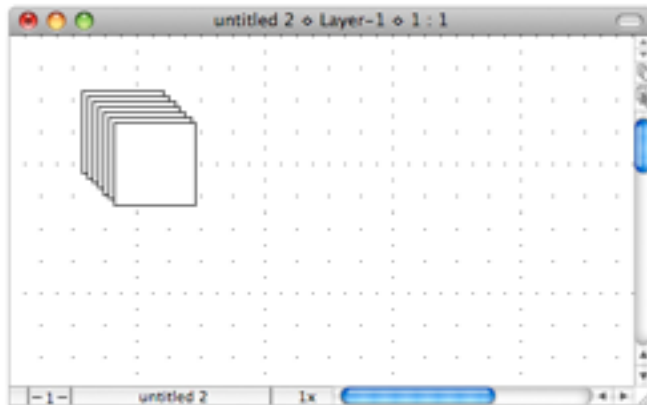 untitled 2 ⋄ Layer-1 ⋄ 1 : 1
-1- untitled 2 1x